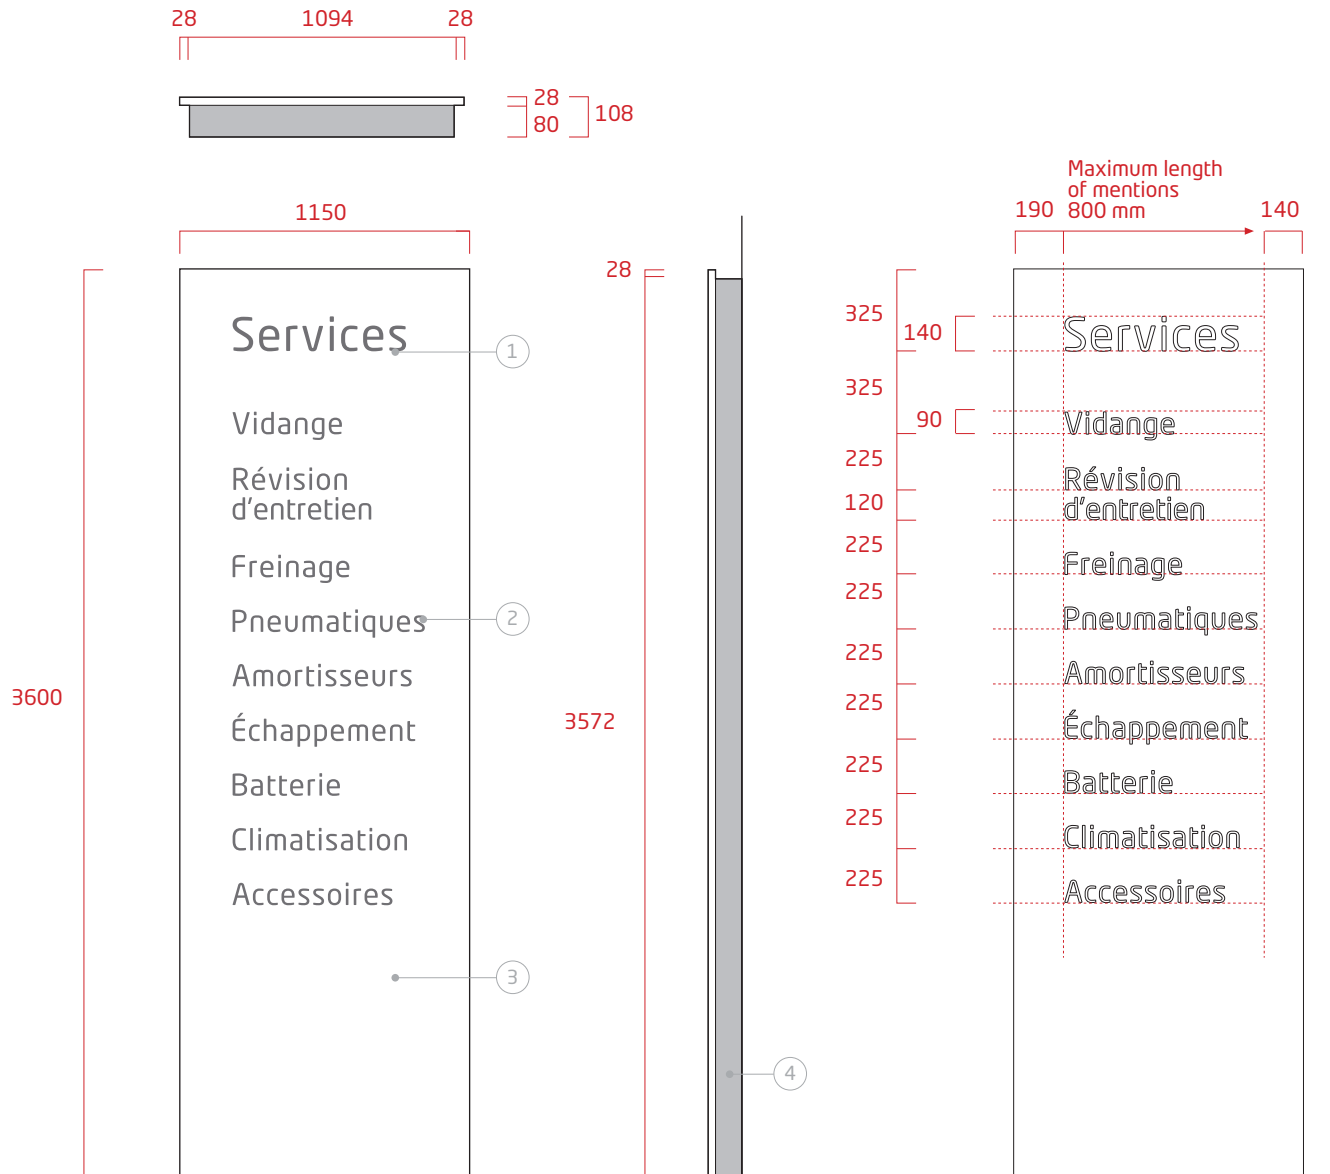 28 1094 28
28
80
108
1150
Services
1
Vidange
Révision
d'entretien
Freinage
Pneumatiques
2
Amortisseurs
Échappement
Batterie
Climatisation
Accessoires
3
3600
28
3572
4
Maximum length
of mentions
800 mm
190
140
325
140
325
90
225
120
225
225
225
225
225
225
225
Services
Vidange
Révision
d'entretien
Freinage
Pneumatiques
Amortisseurs
Échappement
Batterie
Climatisation
Accessoires